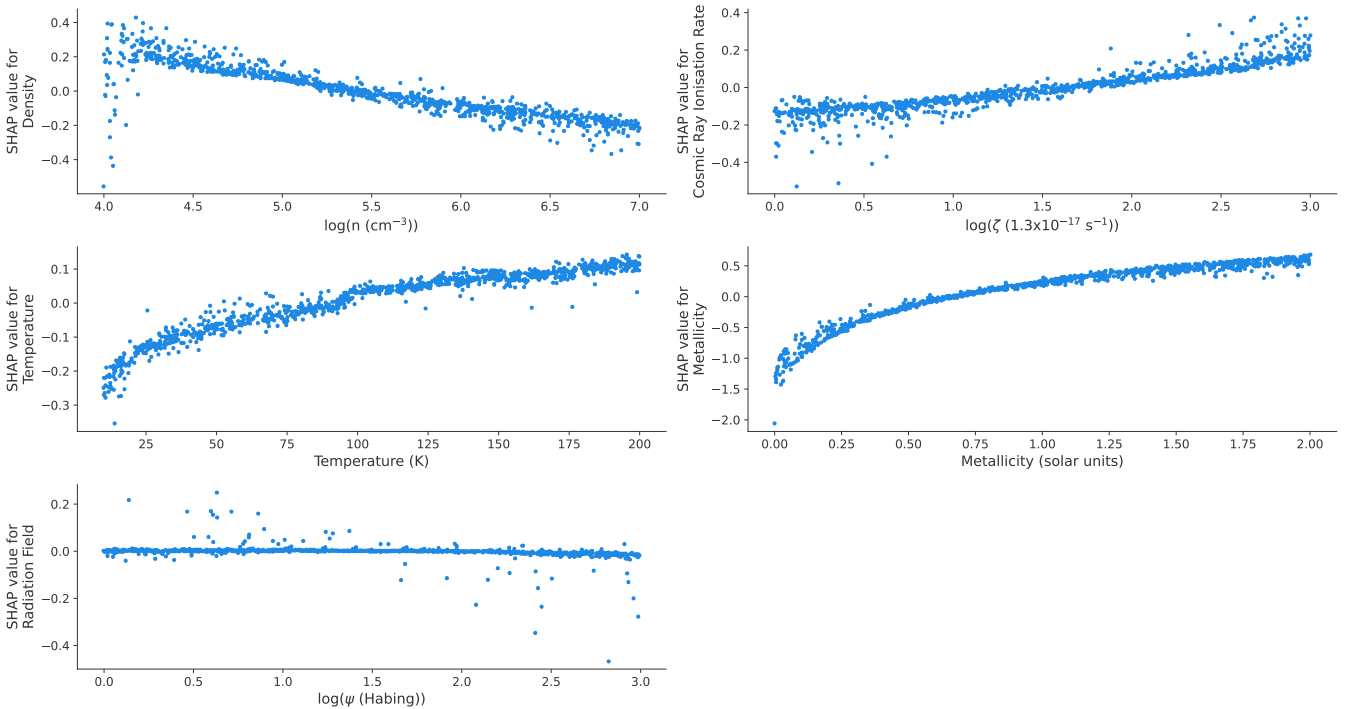 SHAP value for
Density
0.4
0.2
0.0
−0.2
−0.4
4.0 4.5 5.0 5.5 6.0 6.5 7.0
log(n (cm⁻³))
SHAP value for
Cosmic Ray Ionisation Rate
0.4
0.2
0.0
−0.2
−0.4
0.0 0.5 1.0 1.5 2.0 2.5 3.0
log(ζ (1.3x10⁻¹⁷ s⁻¹))
SHAP value for
Temperature
0.1
0.0
−0.1
−0.2
−0.3
25 50 75 100 125 150 175 200
Temperature (K)
SHAP value for
Metallicity
0.5
0.0
−0.5
−1.0
−1.5
−2.0
0.00 0.25 0.50 0.75 1.00 1.25 1.50 1.75 2.00
Metallicity (solar units)
SHAP value for
Radiation Field
0.2
0.0
−0.2
−0.4
0.0 0.5 1.0 1.5 2.0 2.5 3.0
log(ψ (Habing))